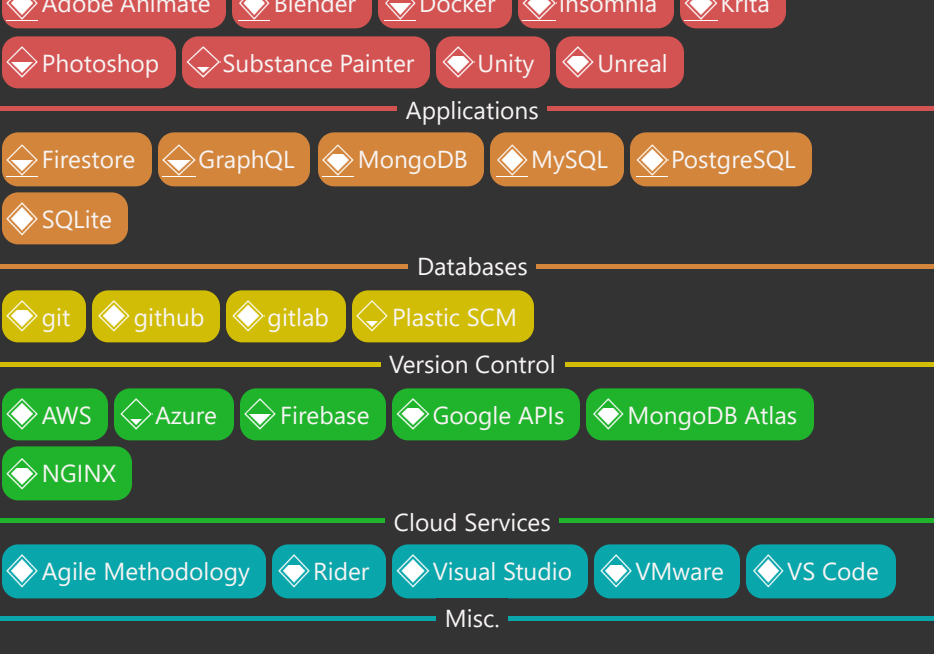 Adobe Animate Blender Docker Insomnia Krita
Photoshop Substance Painter Unity Unreal
Applications
Firestore GraphQL MongoDB MySQL PostgreSQL
SQLite
Databases
git github gitlab Plastic SCM
Version Control
AWS Azure Firebase Google APIs MongoDB Atlas
NGINX
Cloud Services
Agile Methodology Rider Visual Studio VMware VS Code
Misc.